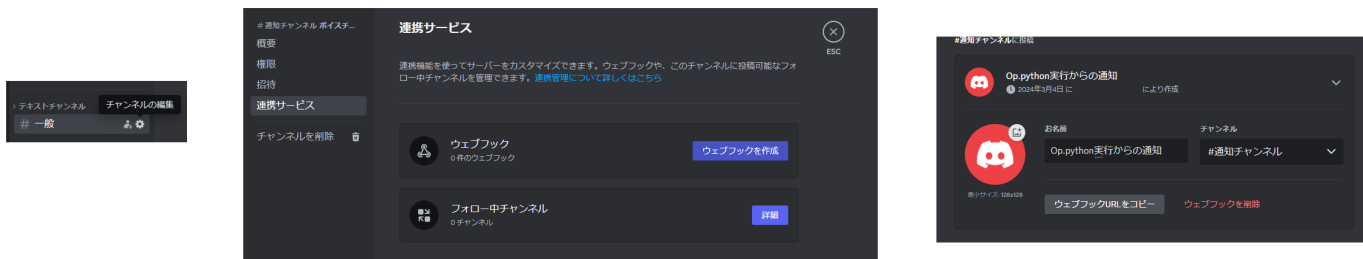 テキストチャンネル
チャンネルの編集
# 一般
# 通知チャンネル ボイスチ...
概要
権限
招待
連携サービス
チャンネルを削除
連携サービス
ESC
連携機能を使ってサーバーをカスタマイズできます。ウェブフックや、このチャンネルに投稿可能なフォ
ロー中チャンネルを管理できます。連携管理について詳しくはこちら
ウェブフック
0 件のウェブフック
ウェブフックを作成
フォロー中チャンネル
0 チャンネル
詳細
#通知チャンネルに投稿
Op.python実行からの通知
2024年3月4日 に により作成
お名前
チャンネル
Op.python実行からの通知
#通知チャンネル
最小サイズ: 128x128
ウェブフックURLをコピー
ウェブフックを削除